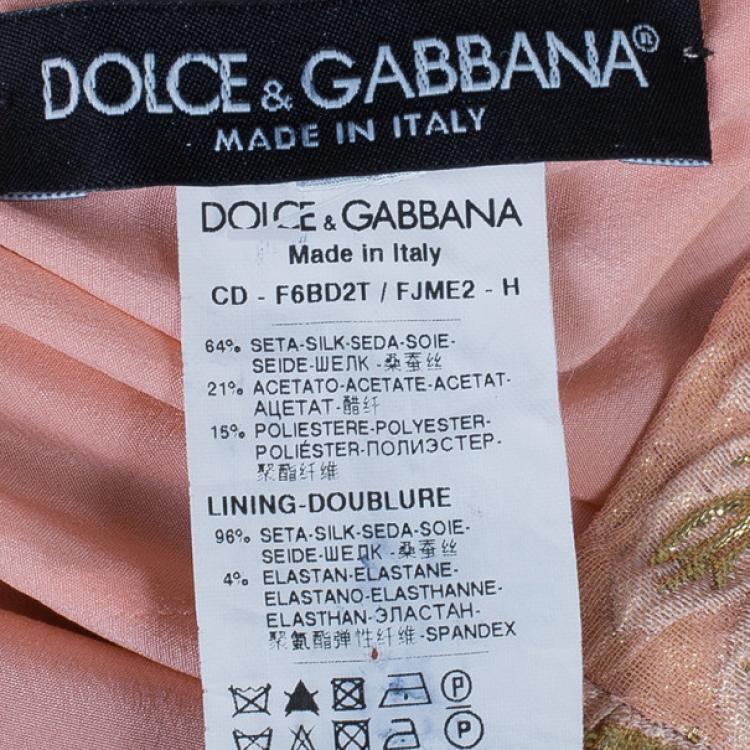 DOLCE & GABBANA®
MADE IN ITALY
DOLCE & GABBANA
Made in Italy
CD - F6BD2T / FJME2 - H
64% SETA-SILK-SEDA-SOIE-
SEIDE-ШЕЛК -桑蚕丝
21% ACETATO-ACETATE-ACETAT-
АЦЕТАТ-醋纤
15% POLIESTERE-POLYESTER-
POLIÉSTER-ПОЛИЭСТЕР-
聚酯纤维
LINING-DOUBLURE
96% SETA-SILK-SEDA-SOIE-
SEIDE-ШЕЛК -桑蚕丝
4% ELASTAN-ELASTANE-
ELASTANO-ELASTHANNE-
ELASTHAN-ЭЛАСТАН-
聚氨酯弹性纤维-SPANDEX
P
P